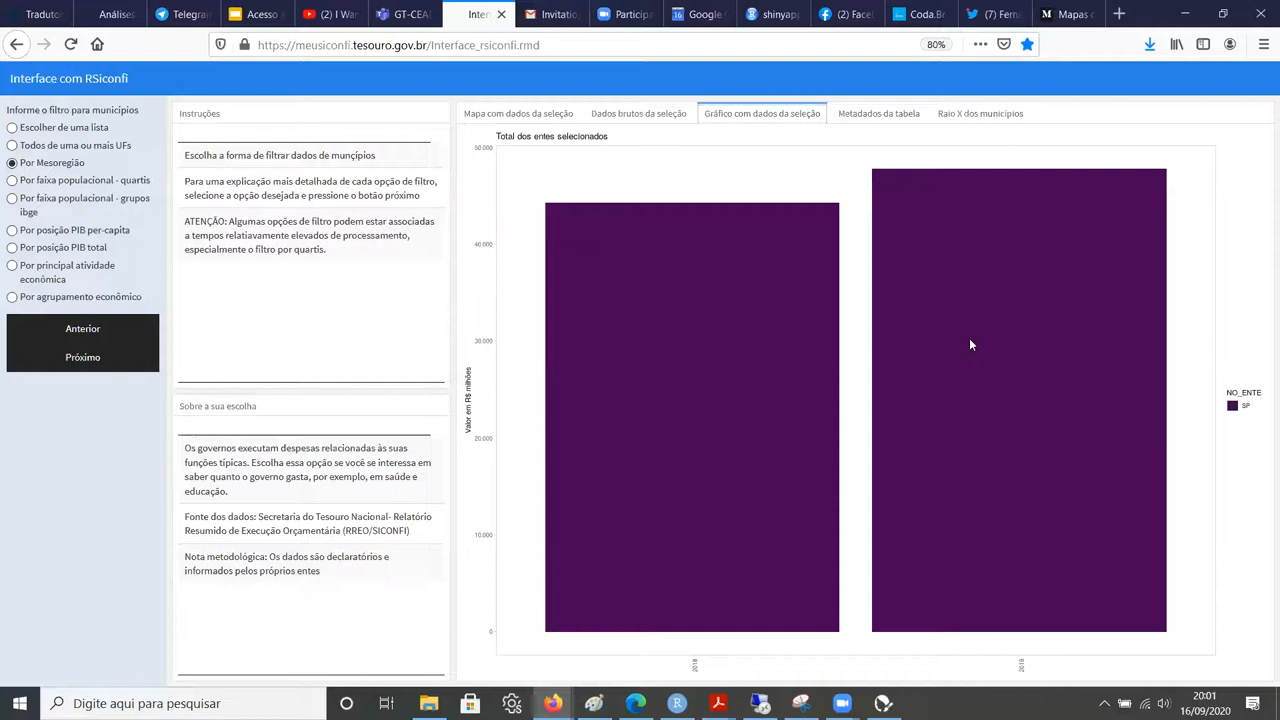 Tradutor
Análises
Telegram
Acesso a
(2) I Wan
GT-CEAD
Inter
Invitatio
Participa
Google
shinyapp
(2) Face
Coda.Br
(7) Ferna
Mapas c
https://meusiconfi.tesouro.gov.br/Interface_rsiconfi.rmd
80%
Interface com RSiconfi
Informe o filtro para municípios
Escolher de uma lista
Todos de uma ou mais UFs
Por Mesoregião
Por faixa populacional - quartis
Por faixa populacional - grupos
ibge
Por posição PIB per-capita
Por posição PIB total
Por principal atividade
econômica
Por agrupamento econômico
Anterior
Próximo
Instruções
Escolha a forma de filtrar dados de munçípios
Para uma explicação mais detalhada de cada opção de filtro,
selecione a opção desejada e pressione o botão próximo
ATENÇÃO: Algumas opções de filtro podem estar associadas
a tempos relatiavamente elevados de processamento,
especialmente o filtro por quartis.
Sobre a sua escolha
Os governos executam despesas relacionadas às suas
funções típicas. Escolha essa opção se você se interessa em
saber quanto o governo gasta, por exemplo, em saúde e
educação.
Fonte dos dados: Secretaria do Tesouro Nacional- Relatório
Resumido de Execução Orçamentária (RREO/SICONFI)
Nota metodológica: Os dados são declaratórios e
informados pelos próprios entes
Mapa com dados da seleção
Dados brutos da seleção
Gráfico com dados da seleção
Metadados da tabela
Raio X dos municípios
Total dos entes selecionados
50.000
40.000
30.000
20.000
10.000
0
Valor em R$ milhões
2018
2019
NO_ENTE
SP
Digite aqui para pesquisar
20:01
16/09/2020